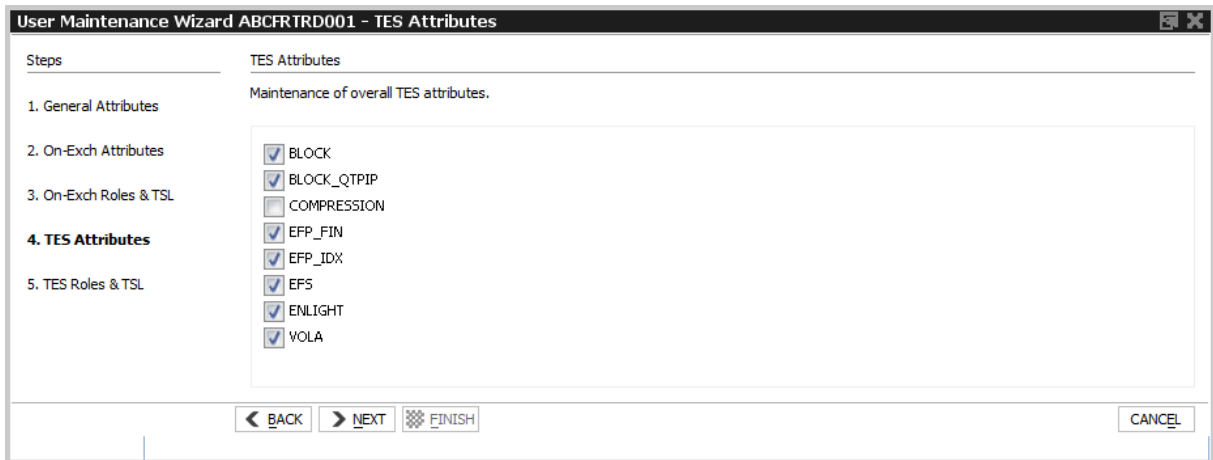 User Maintenance Wizard ABCFRTRD001 - TES Attributes
Steps
1. General Attributes
2. On-Exch Attributes
3. On-Exch Roles & TSL
4. TES Attributes
5. TES Roles & TSL
TES Attributes
Maintenance of overall TES attributes.
BLOCK
BLOCK_QTPIP
COMPRESSION
EFP_FIN
EFP_IDX
EFS
ENLIGHT
VOLA
BACK NEXT FINISH CANCEL